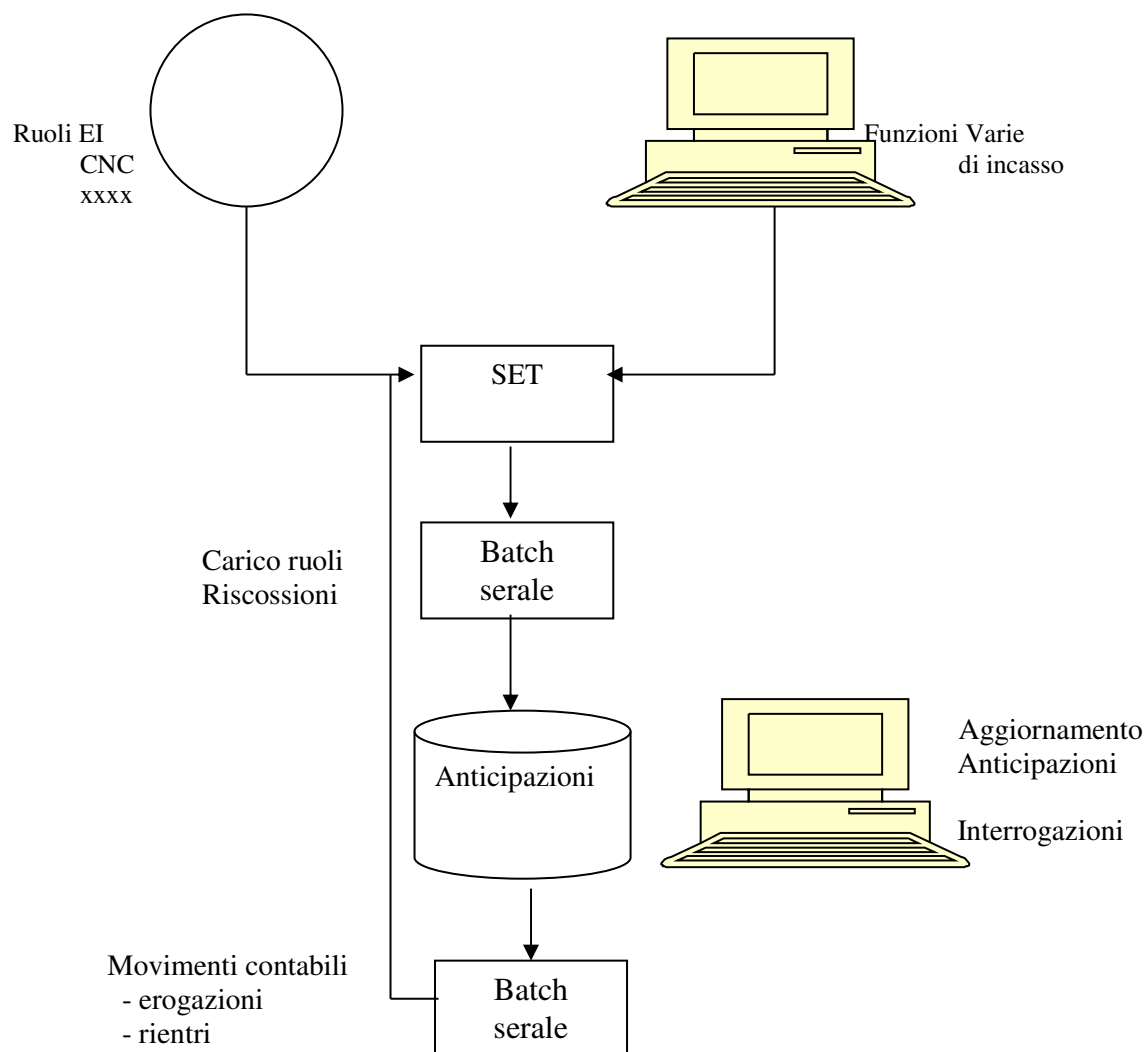 Ruoli EI
CNC
xxxx
Funzioni Varie
di incasso
SET
Batch
serale
Carico ruoli
Riscossioni
Anticipazioni
Aggiornamento
Anticipazioni
Interrogazioni
Movimenti contabili
- erogazioni
- rientri
Batch
serale